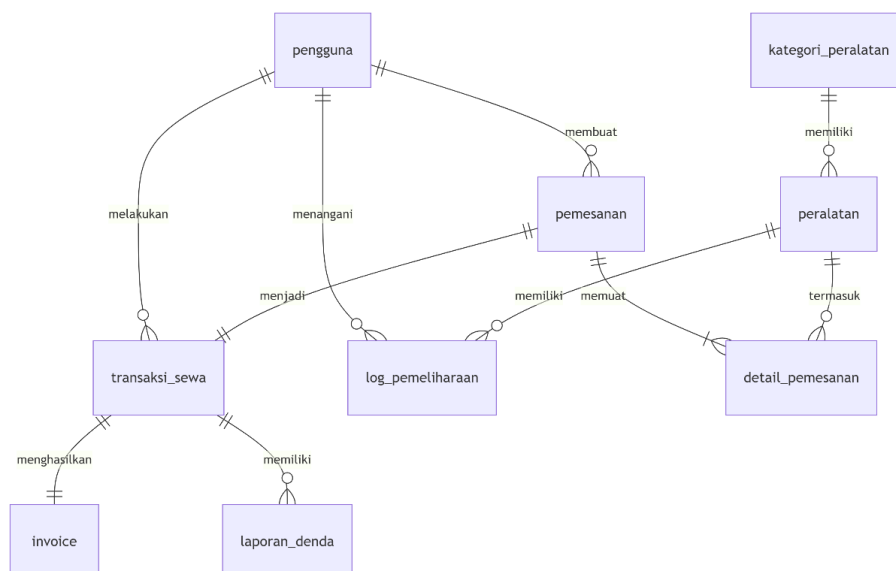 pengguna
kategori_peralatan
membuat
memiliki
pemesanan
peralatan
melakukan
menangani
menjadi
memiliki
memuat
termasuk
transaksi_sewa
log_pemeliharaan
detail_pemesanan
menghasilkan
memiliki
invoice
laporan_denda